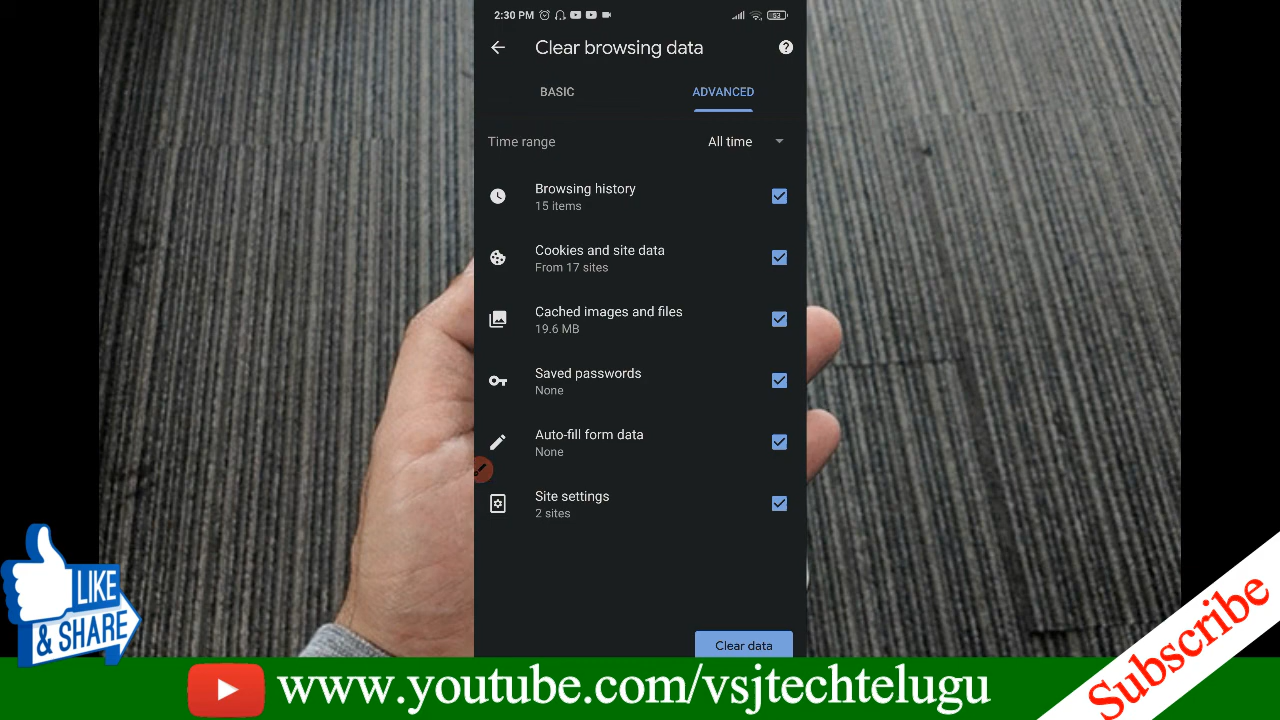 2:30 PM
53
Clear browsing data
?
BASIC
ADVANCED
Time range
All time
Browsing history
15 items
Cookies and site data
From 17 sites
Cached images and files
19.6 MB
Saved passwords
None
Auto-fill form data
None
Site settings
2 sites
Clear data
LIKE
& SHARE
www.youtube.com/vsjtechtelugu
Subscribe